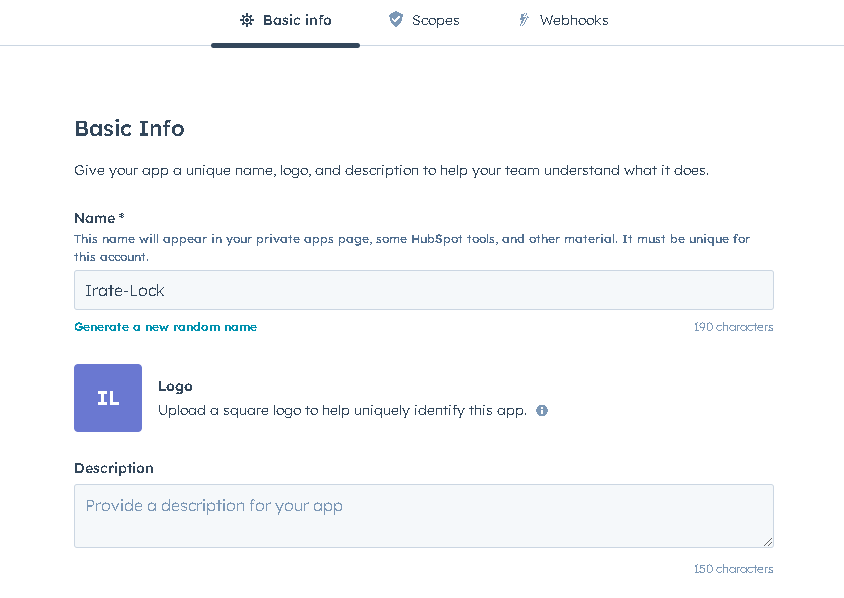 Basic info
Scopes
Webhooks
Basic Info
Give your app a unique name, logo, and description to help your team understand what it does.
Name *
This name will appear in your private apps page, some HubSpot tools, and other material. It must be unique for
this account.
Irate-Lock
Generate a new random name
190 characters
IL
Logo
Upload a square logo to help uniquely identify this app.
Description
Provide a description for your app
150 characters